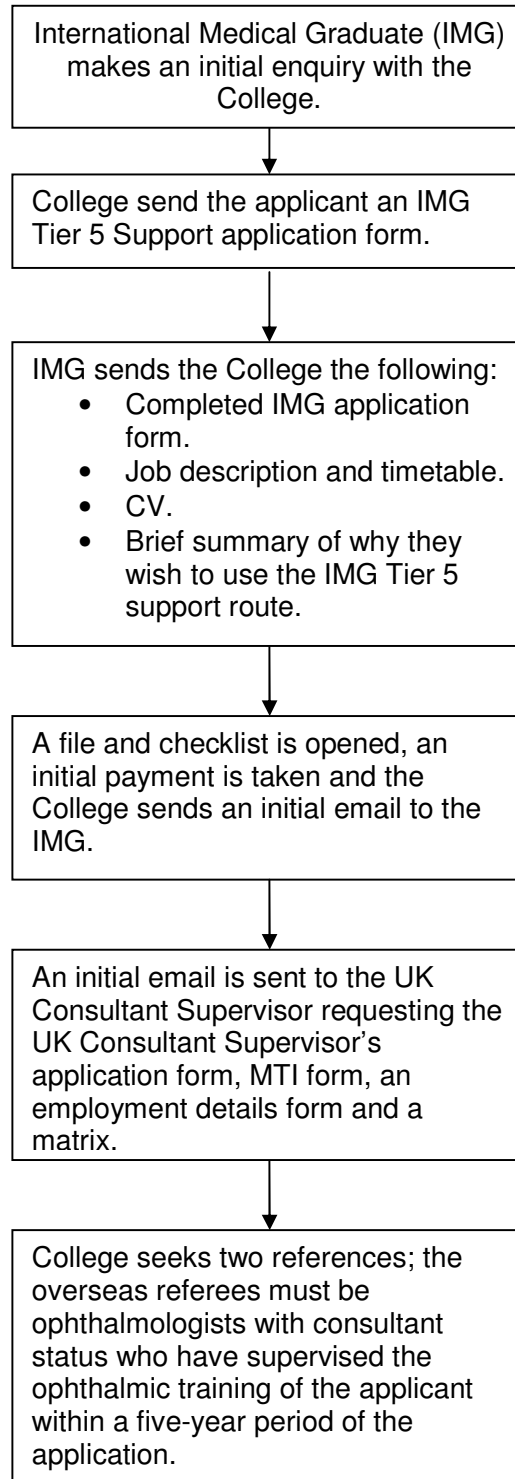 International Medical Graduate (IMG)
makes an initial enquiry with the
College.
College send the applicant an IMG
Tier 5 Support application form.
IMG sends the College the following:
• Completed IMG application
form.
• Job description and timetable.
• CV.
• Brief summary of why they
wish to use the IMG Tier 5
support route.
A file and checklist is opened, an
initial payment is taken and the
College sends an initial email to the
IMG.
An initial email is sent to the UK
Consultant Supervisor requesting the
UK Consultant Supervisor’s
application form, MTI form, an
employment details form and a
matrix.
College seeks two references; the
overseas referees must be
ophthalmologists with consultant
status who have supervised the
ophthalmic training of the applicant
within a five-year period of the
application.